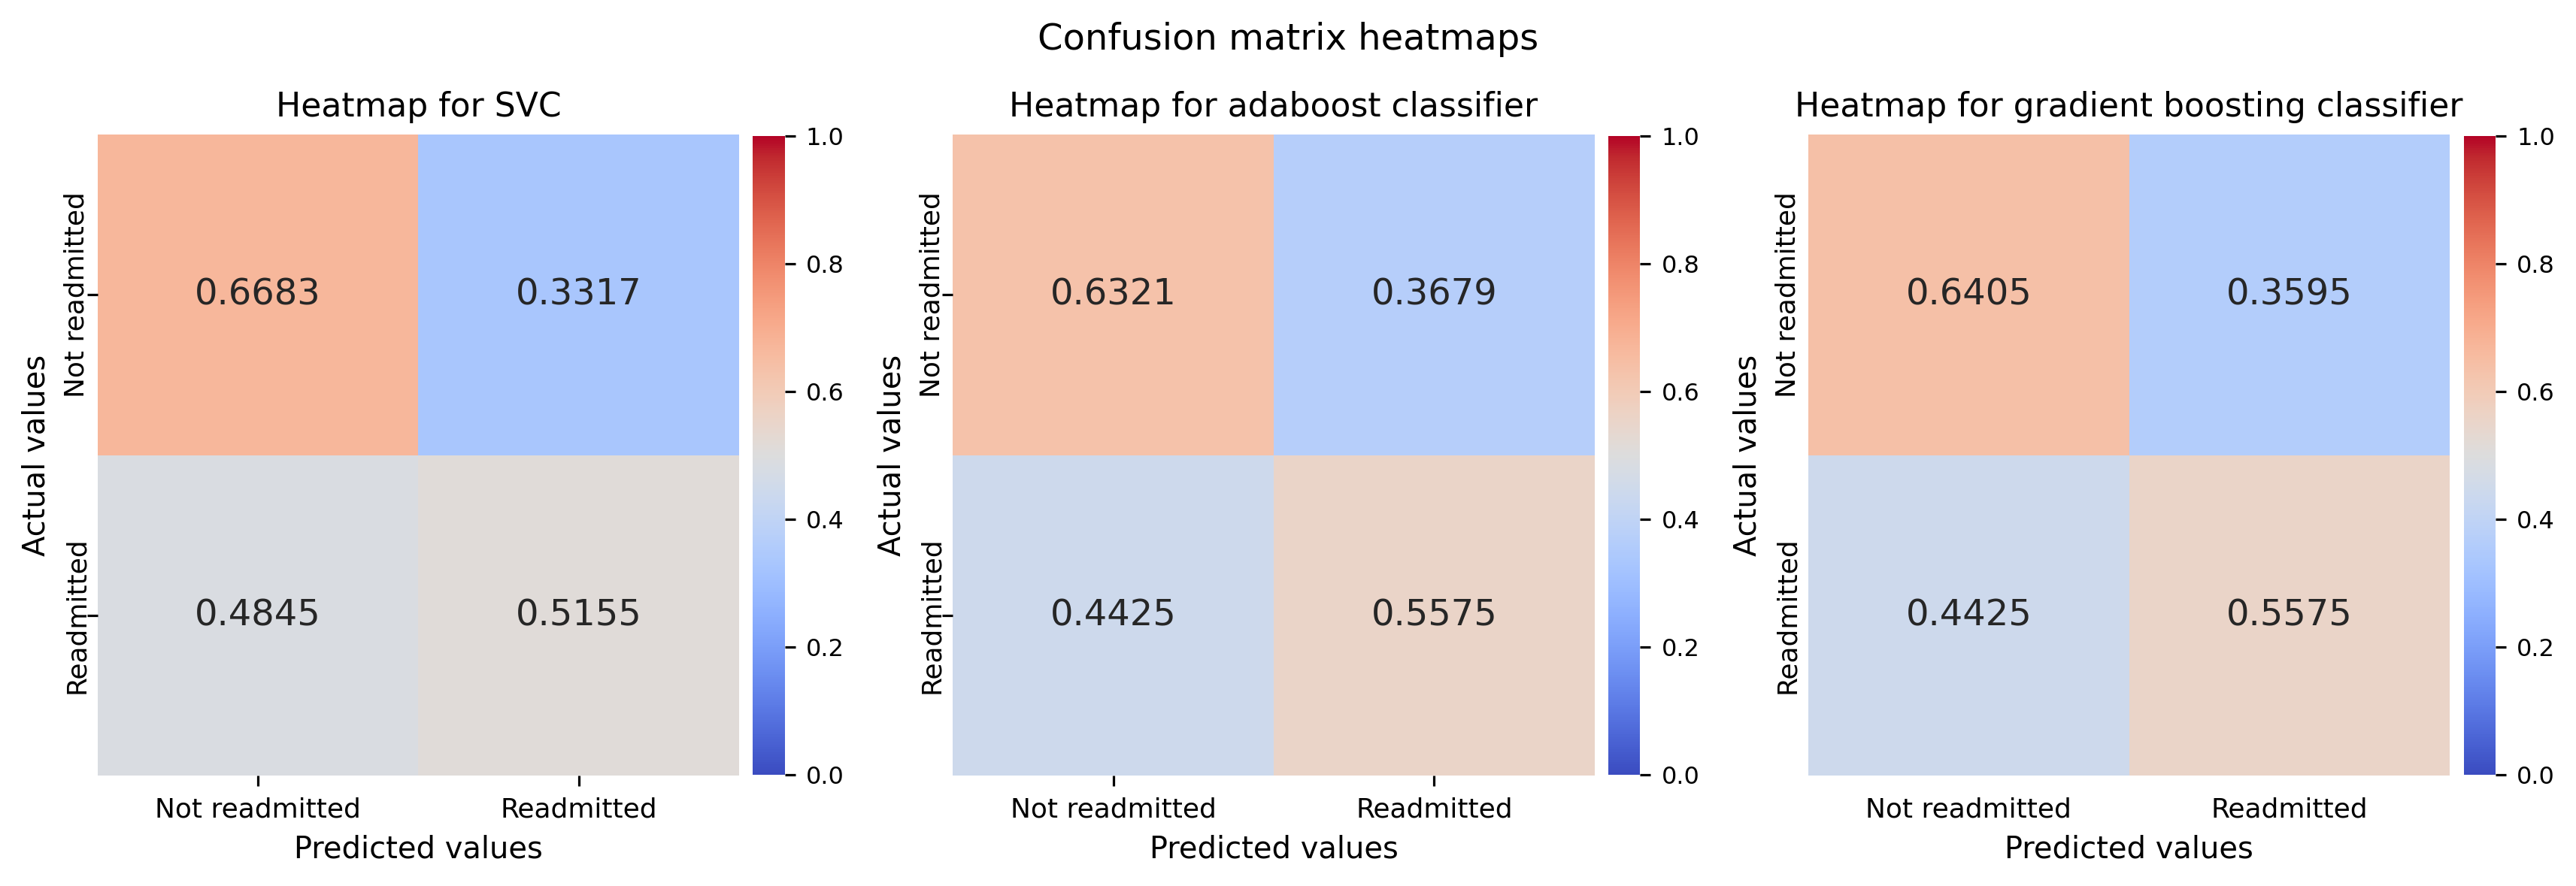 Confusion matrix heatmaps
Heatmap for SVC
Actual values
Not readmitted
Readmitted
0.6683
0.3317
0.4845
0.5155
Not readmitted
Readmitted
Predicted values
1.0
0.8
0.6
0.4
0.2
0.0
Heatmap for adaboost classifier
Actual values
Not readmitted
Readmitted
0.6321
0.3679
0.4425
0.5575
Not readmitted
Readmitted
Predicted values
1.0
0.8
0.6
0.4
0.2
0.0
Heatmap for gradient boosting classifier
Actual values
Not readmitted
Readmitted
0.6405
0.3595
0.4425
0.5575
Not readmitted
Readmitted
Predicted values
1.0
0.8
0.6
0.4
0.2
0.0